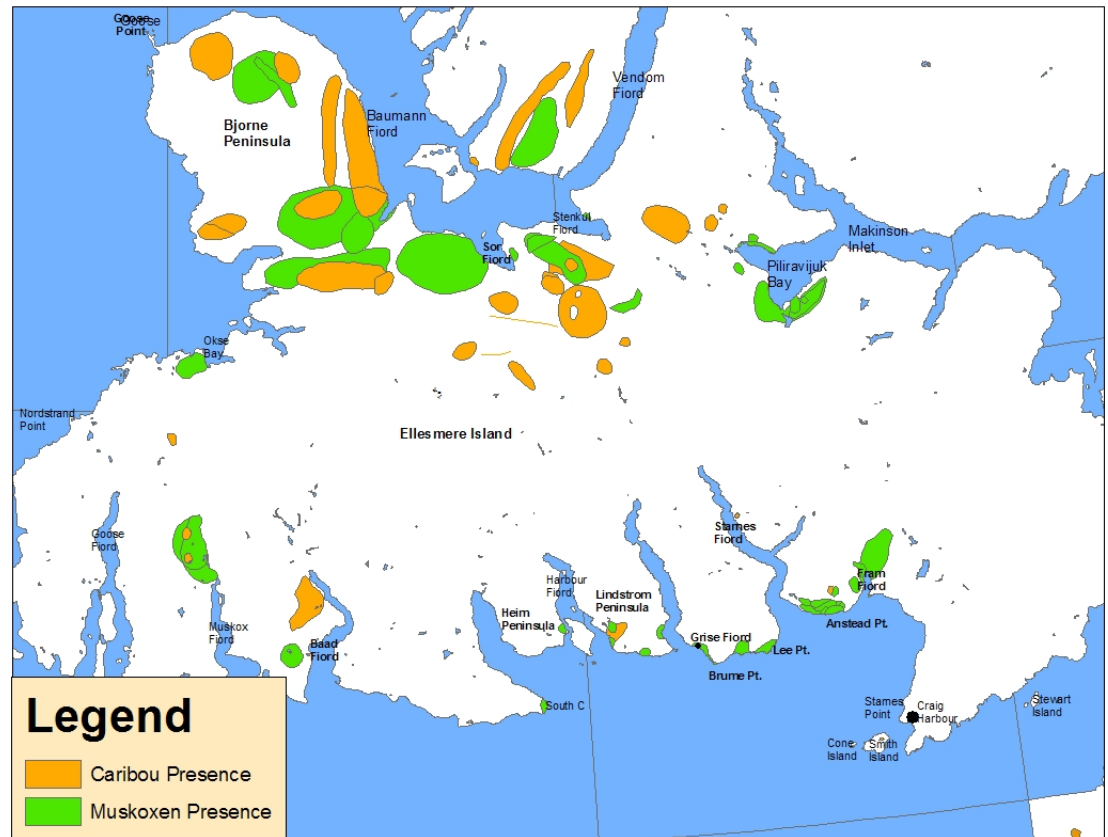 Goose
Goose
Point
Vendom
Fiord
Baumann
Fiord
Bjorne
Peninsula
Stenkul
Fiord
Makinson
Inlet
Sor
Fiord
Piliravijuk
Bay
Okse
Bay
Nordstrand
Point
Ellesmere Island
Goose
Fiord
Starnes
Fiord
Harbour
Fiord
Lindstrom
Peninsula
Fram
Fiord
Heim
Peninsula
Anstead Pt.
Muskox
Fiord
Baad
Fiord
Grise Fiord
Lee Pt.
Brume Pt.
South C
Starnes
Point
Craig
Harbour
Stewart
Island
Cone
Island
Smith
Island
Legend
Caribou Presence
Muskoxen Presence